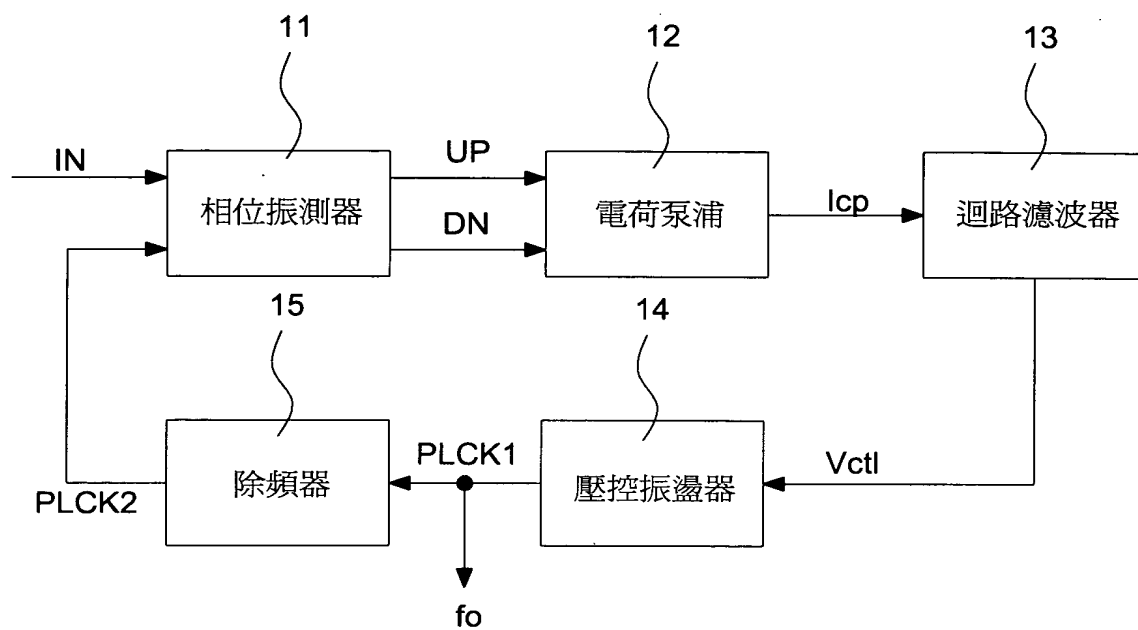 11
12
13
IN
UP
DN
相位振測器
電荷泵浦
Icp
迴路濾波器
15
14
PLCK2
除頻器
PLCK1
壓控振盪器
Vctl
fo